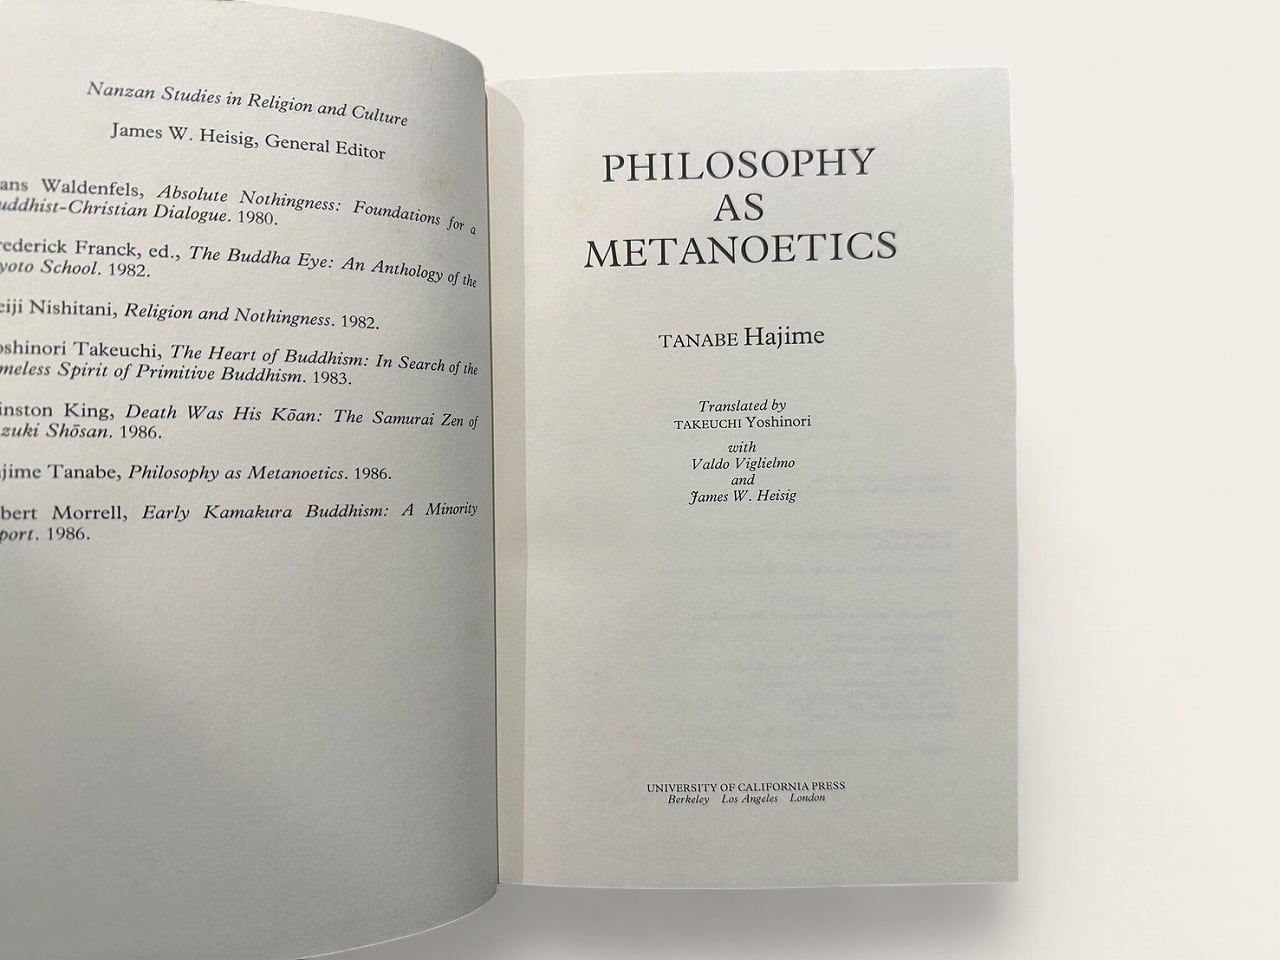 Nanzan Studies in Religion and Culture
James W. Heisig, General Editor
ans Waldenfels, Absolute Nothingness: Foundations for a
uddhist-Christian Dialogue. 1980.
rederick Franck, ed., The Buddha Eye: An Anthology of the
yoto School. 1982.
eiji Nishitani, Religion and Nothingness. 1982.
oshinori Takeuchi, The Heart of Buddhism: In Search of the
meless Spirit of Primitive Buddhism. 1983.
inston King, Death Was His Kōan: The Samurai Zen of
zuki Shōsan. 1986.
jime Tanabe, Philosophy as Metanoetics. 1986.
bert Morrell, Early Kamakura Buddhism: A Minority
port. 1986.
PHILOSOPHY
AS
METANOETICS
TANABE Hajime
Translated by
TAKEUCHI Yoshinori
with
Valdo Viglielmo
and
James W. Heisig
UNIVERSITY OF CALIFORNIA PRESS
Berkeley Los Angeles London